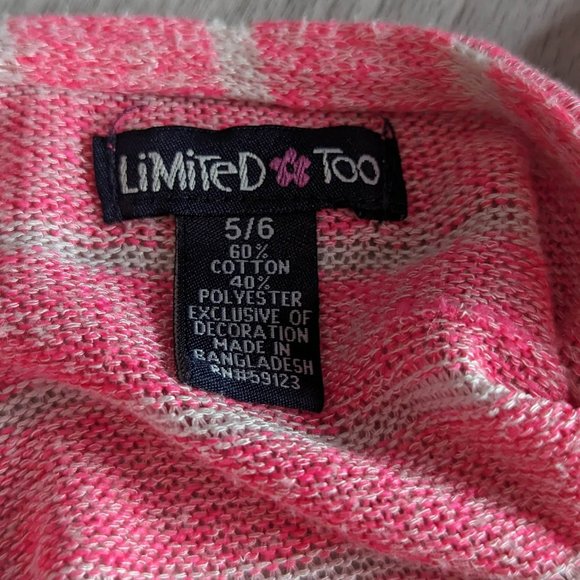 LiMiTeD TOO
5/6
60%
COTTON
40%
POLYESTER
EXCLUSIVE OF
DECORATION
MADE IN
BANGLADESH
RN#59123